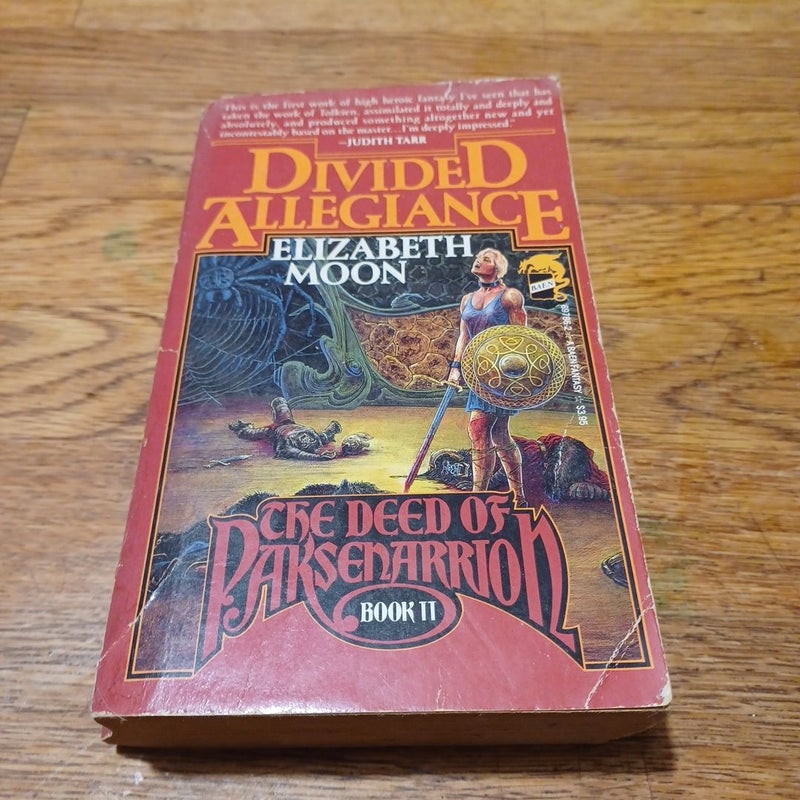 "This is the first work of high heroic fantasy I've seen that has
taken the work of Tolkien, assimilated it totally and deeply and
absolutely, and produced something altogether new and yet
incontestably based on the master...I'm deeply impressed."
—JUDITH TARR
DIVIDED
ALLEGIANCE
ELIZABETH
MOON
BAEN
A BAEN FANTASY
$3.95
THE DEED OF
PAKSENARRION
BOOK II